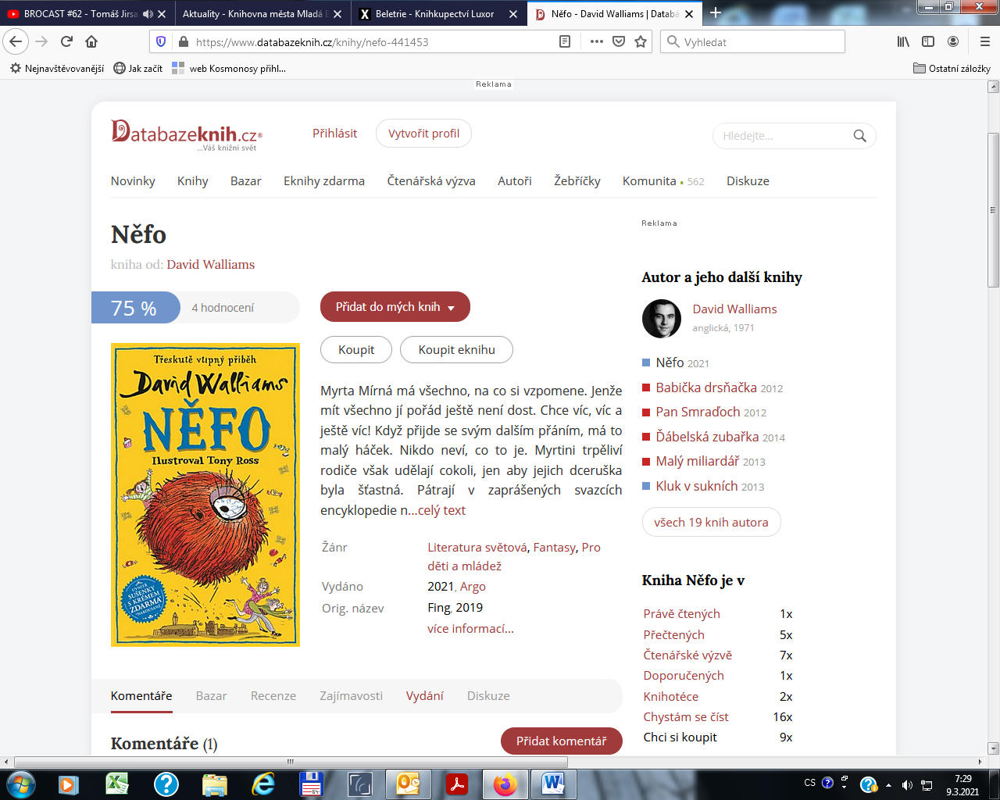 BROCAST #62 - Tomáš Jirsa
Aktuality - Knihovna města Mladá B
Beletrie - Knihkupectví Luxor
Něfo - David Walliams | Databá
https://www.databazeknih.cz/knihy/nefo-441453
Vyhledat
Nejnavštěvovanější
Jak začít
web Kosmonosy přihl...
Ostatní záložky
Reklama
Databazeknih.cz®
...Váš knižní svět
Přihlásit
Vytvořit profil
Hledejte...
Novinky Knihy Bazar Eknihy zdarma Čtenářská výzva Autoři Žebříčky Komunita • 562 Diskuze
Něfo
kniha od: David Walliams
75 %
4 hodnocení
Třeskutě vtipný příběh
David Walliams
NĚFO
Ilustroval Tony Ross
UVNITŘ
SUŠENKY
S KRÉMEM
ZDARMA
Přidat do mých knih
Koupit
Koupit eknihu
Myrta Mírná má všechno, na co si vzpomene. Jenže
mít všechno jí pořád ještě není dost. Chce víc, víc a
ještě víc! Když přijde se svým dalším přáním, má to
malý háček. Nikdo neví, co to je. Myrtini trpěliví
rodiče však udělají cokoli, jen aby jejich dceruška
byla šťastná. Pátrají v zaprášených svazcích
encyklopedie n...celý text
Žánr Literatura světová, Fantasy, Pro
děti a mládež
Vydáno 2021, Argo
Orig. název Fing, 2019
více informací...
Komentáře Bazar Recenze Zajímavosti Vydání Diskuze
Komentáře (1)
Přidat komentář
Reklama
Autor a jeho další knihy
David Walliams
anglická, 1971
Něfo 2021
Babička drsňačka 2012
Pan Smraďoch 2012
Ďábelská zubařka 2014
Malý miliardář 2013
Kluk v sukních 2013
všech 19 knih autora
Kniha Něfo je v
Právě čtených 1x
Přečtených 5x
Čtenářské výzvě 7x
Doporučených 1x
Knihotéce 2x
Chystám se číst 16x
Chci si koupit 9x
CS
7:29
9.3.2021